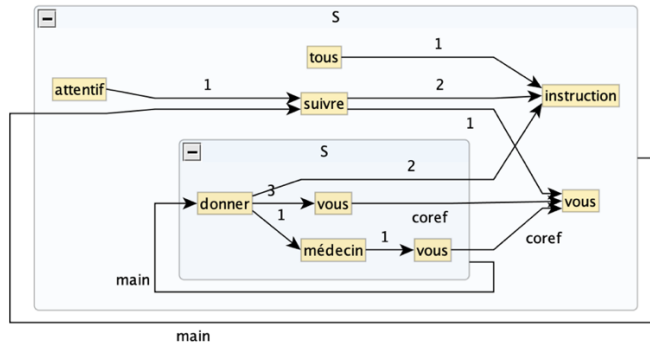 S
1
tous
attentif
1
2
instruction
suivre
1
S
2
3
donner
vous
vous
1
coref
1
médecin
vous
coref
main
main